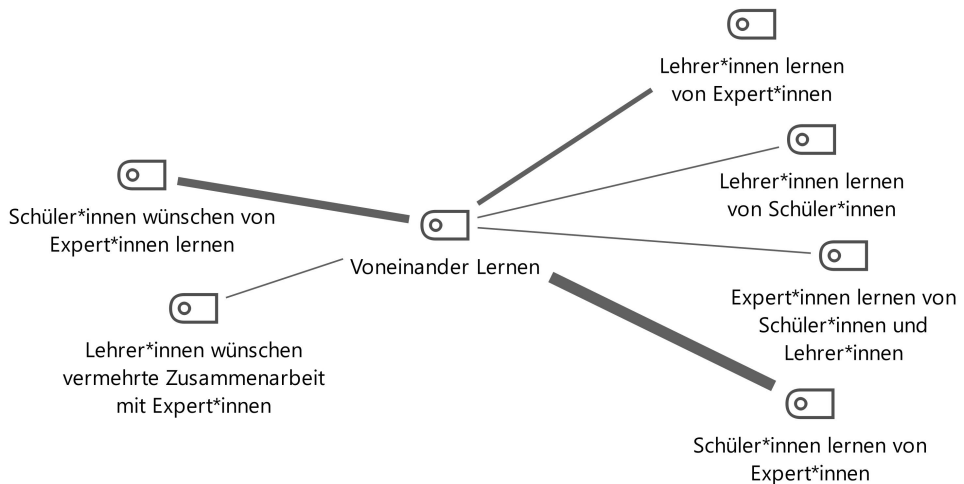 Lehrer*innen lernen
von Expert*innen
Lehrer*innen lernen
von Schüler*innen
Schüler*innen wünschen von
Expert*innen lernen
Voneinander Lernen
Expert*innen lernen von
Schüler*innen und
Lehrer*innen
Lehrer*innen wünschen
vermehrte Zusammenarbeit
mit Expert*innen
Schüler*innen lernen von
Expert*innen